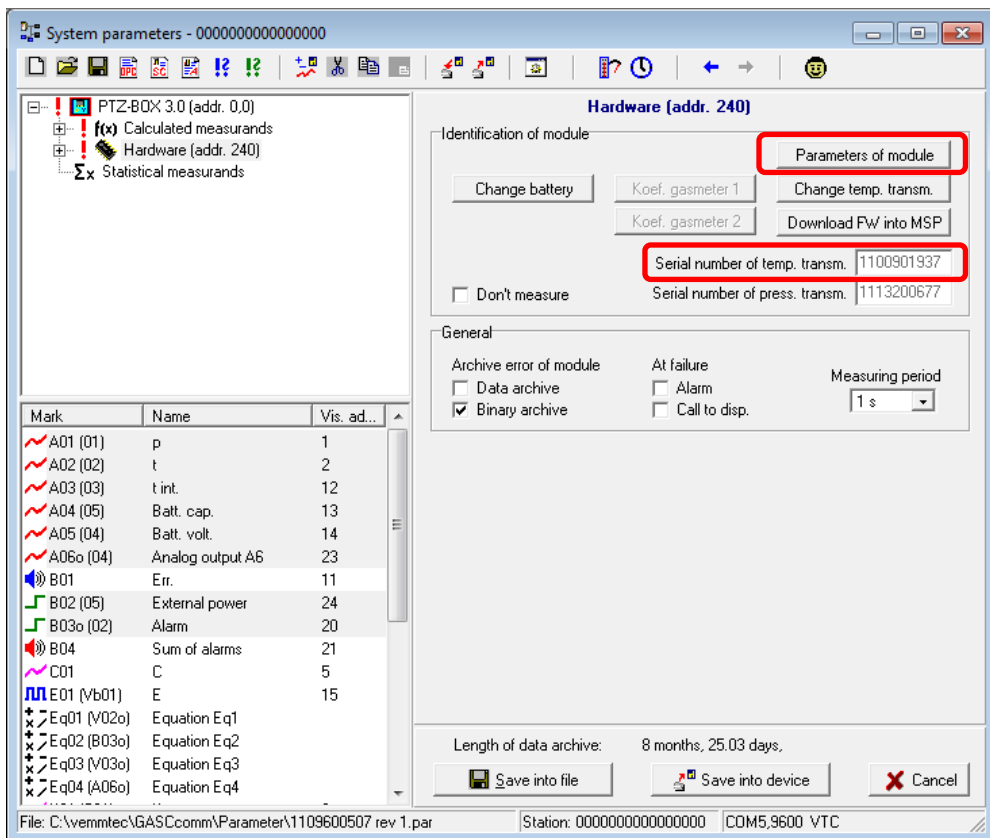 System parameters - 0000000000000000
PTZ-BOX 3.0 (addr. 0,0)
f(x) Calculated measurands
Hardware (addr. 240)
Σx Statistical measurands
Mark Name Vis. ad...
A01 (01) p 1
A02 (02) t 2
A03 (03) t int. 12
A04 (05) Batt. cap. 13
A05 (04) Batt. volt. 14
A06o (04) Analog output A6 23
B01 Err. 11
B02 (05) External power 24
B03o (02) Alarm 20
B04 Sum of alarms 21
C01 C 5
E01 (Vb01) E 15
Eq01 (V02o) Equation Eq1
Eq02 (B03o) Equation Eq2
Eq03 (V03o) Equation Eq3
Eq04 (A06o) Equation Eq4
Hardware (addr. 240)
Identification of module
Parameters of module
Change battery Koef. gasmeter 1 Change temp. transm.
Koef. gasmeter 2 Download FW into MSP
Serial number of temp. transm. 1100901937
Don't measure Serial number of press. transm. 1113200677
General
Archive error of module At failure
Data archive Alarm Measuring period
Binary archive Call to disp. 1 s
Length of data archive: 8 months, 25.03 days,
Save into file Save into device Cancel
File: C:\vemmtec\GASCcomm\Parameter\1109600507 rev 1.par Station: 0000000000000000 COM5,9600 VTC